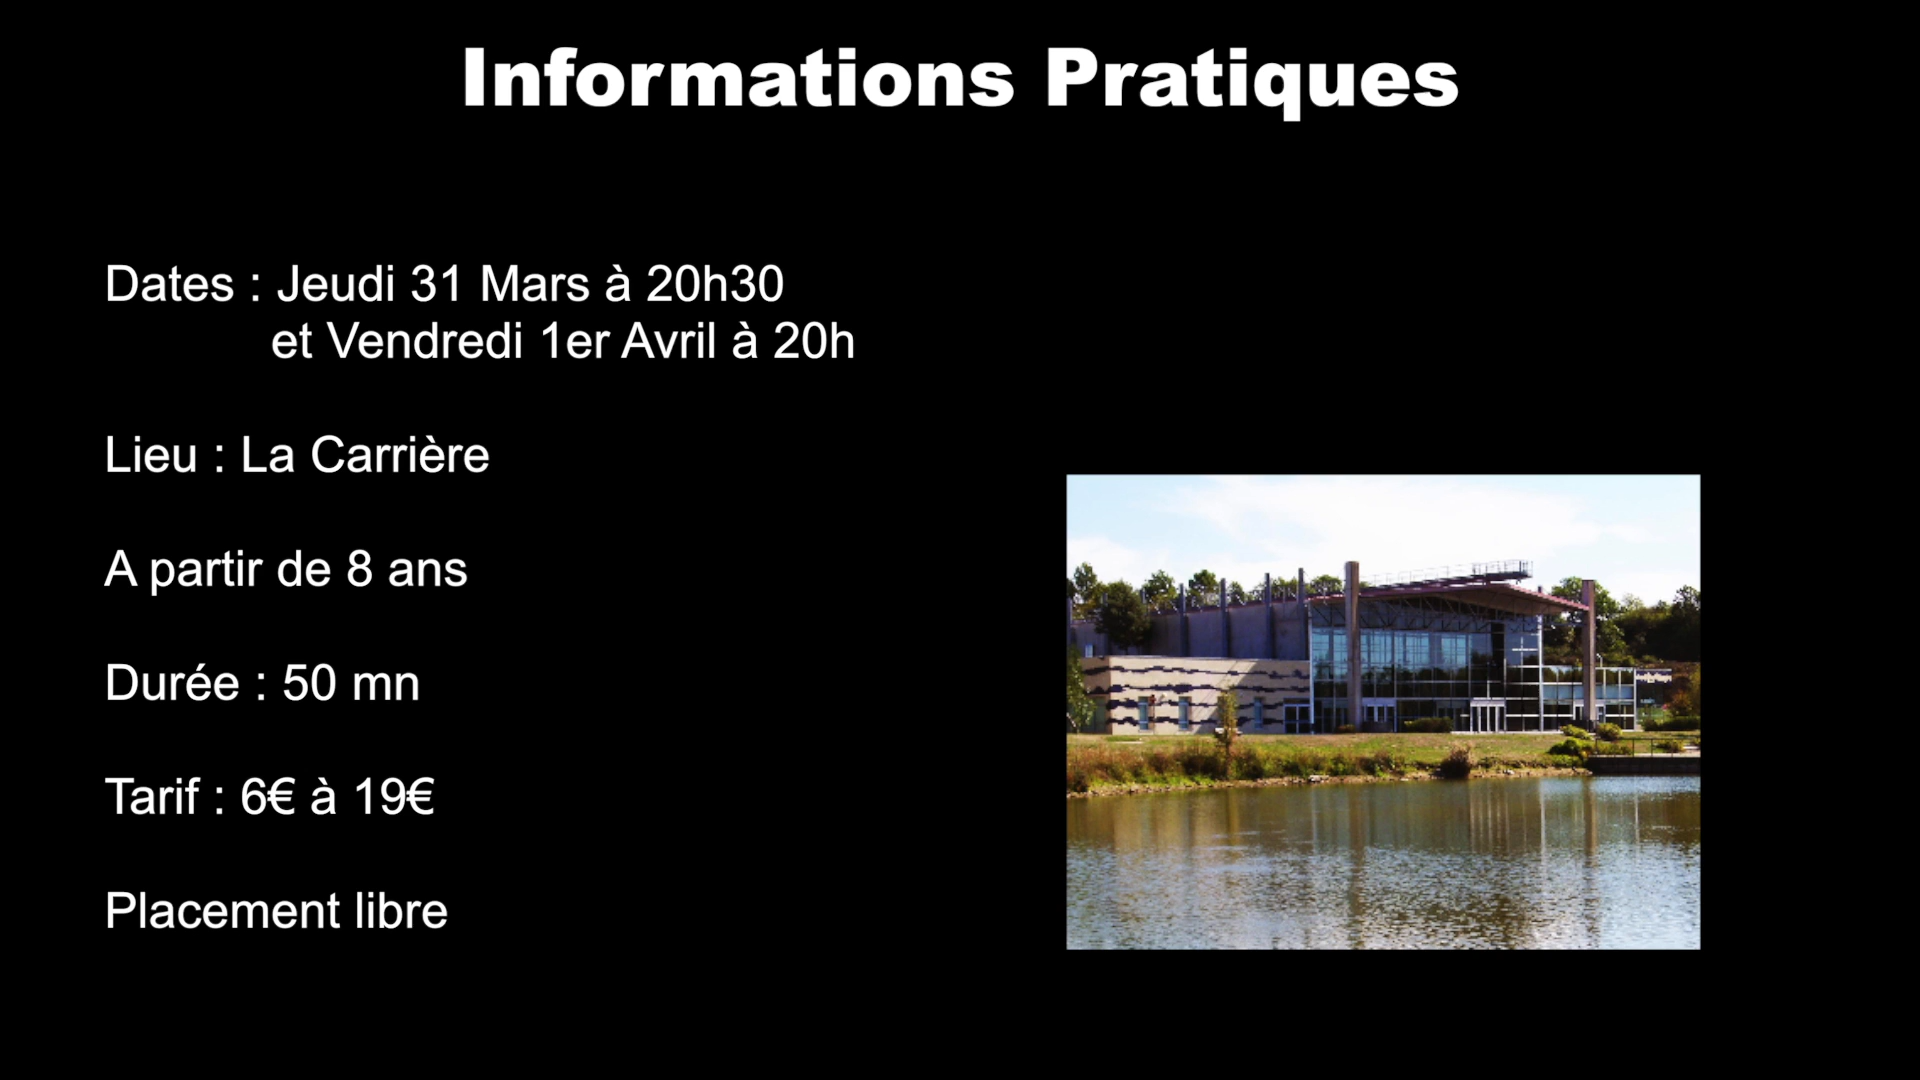 Informations Pratiques
Dates : Jeudi 31 Mars à 20h30
et Vendredi 1er Avril à 20h
Lieu : La Carrière
A partir de 8 ans
Durée : 50 mn
Tarif : 6€ à 19€
Placement libre